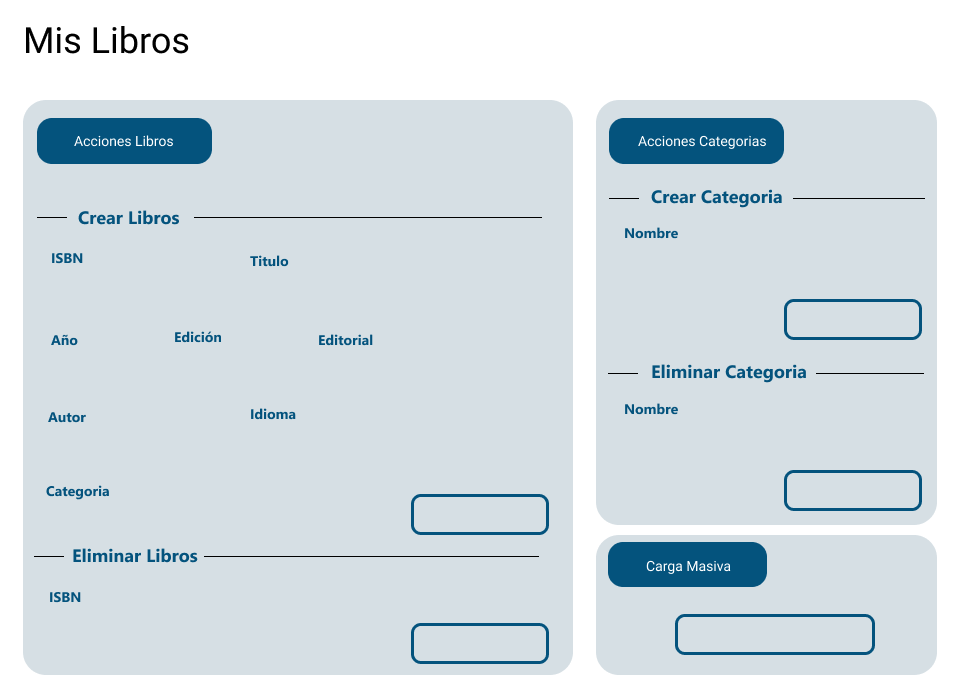 Mis Libros
Acciones Libros
Crear Libros
ISBN
Titulo
Año
Edición
Editorial
Autor
Idioma
Categoria
Eliminar Libros
ISBN
Acciones Categorias
Crear Categoria
Nombre
Eliminar Categoria
Nombre
Carga Masiva